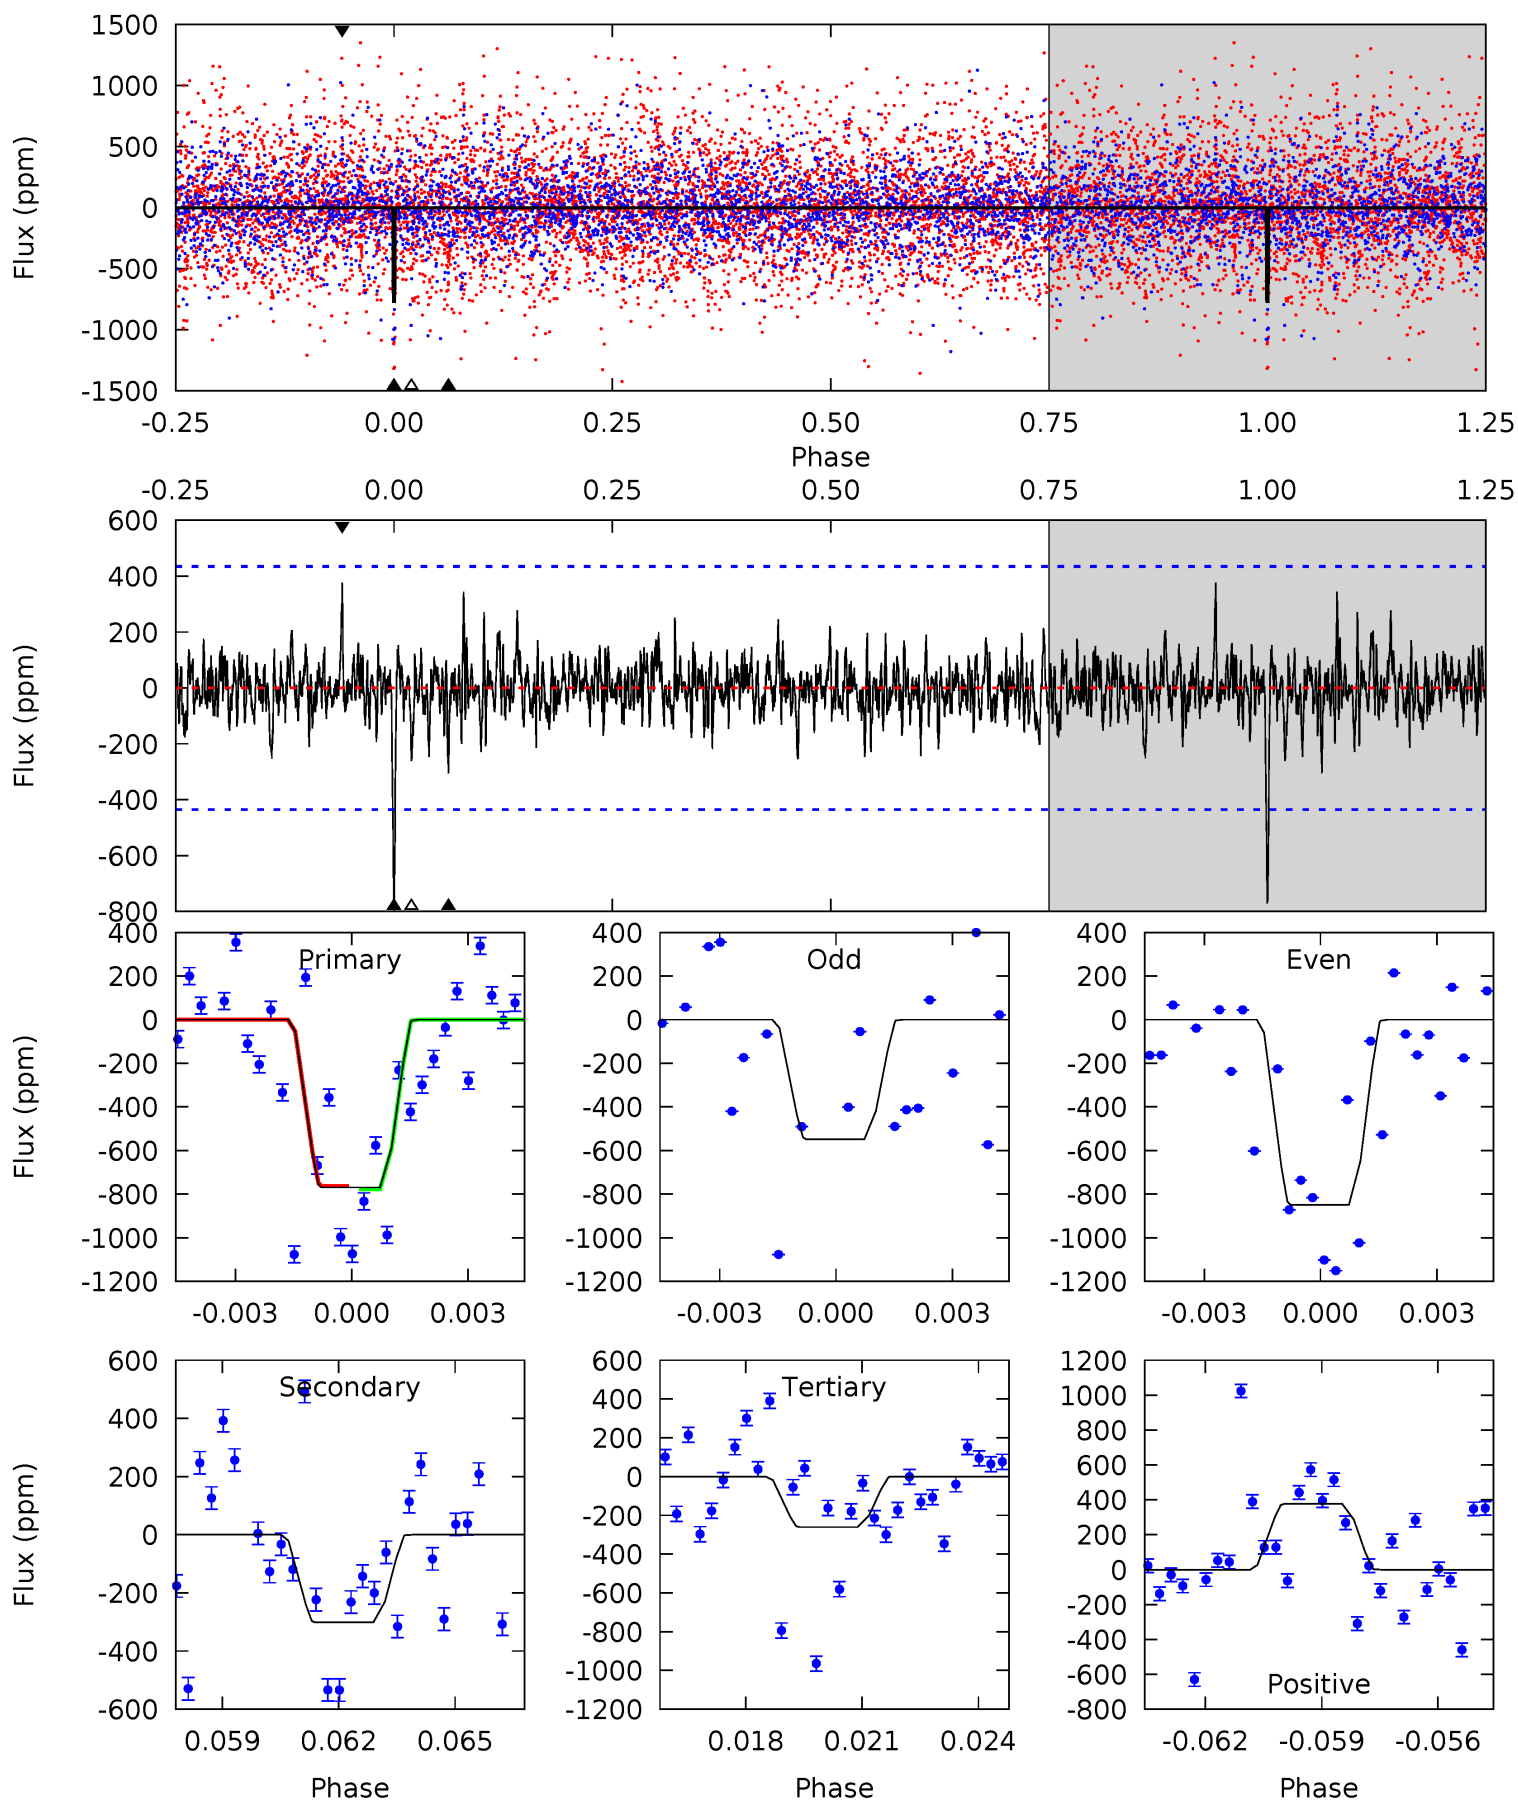 1500
1000
500
0
-500
-1000
-1500
Flux (ppm)
-0.25 0.00 0.25 0.50 0.75 1.00 1.25
Phase
-0.25 0.00 0.25 0.50 0.75 1.00 1.25
600
400
200
0
-200
-400
-600
-800
Flux (ppm)
400 400 400
Primary Odd Even
200 200 200
0 0 0
-200 -200 -200
-400 -400 -400
Flux (ppm)
-600 -600 -600
-800 -800 -800
-1000 -1000 -1000
-1200 -1200 -1200
-0.003 0.000 0.003 -0.003 0.000 0.003 -0.003 0.000 0.003
Secondary
600
400
200
0
-200
-400
-600
Flux (ppm)
0.059 0.062 0.065
Phase
Tertiary
600
400
200
0
-200
-400
-600
-800
-1000
-1200
0.018 0.021 0.024
Phase
1200
1000
800
600
400
200
0
-200
-400
-600
-800
Positive
-0.062 -0.059 -0.056
Phase